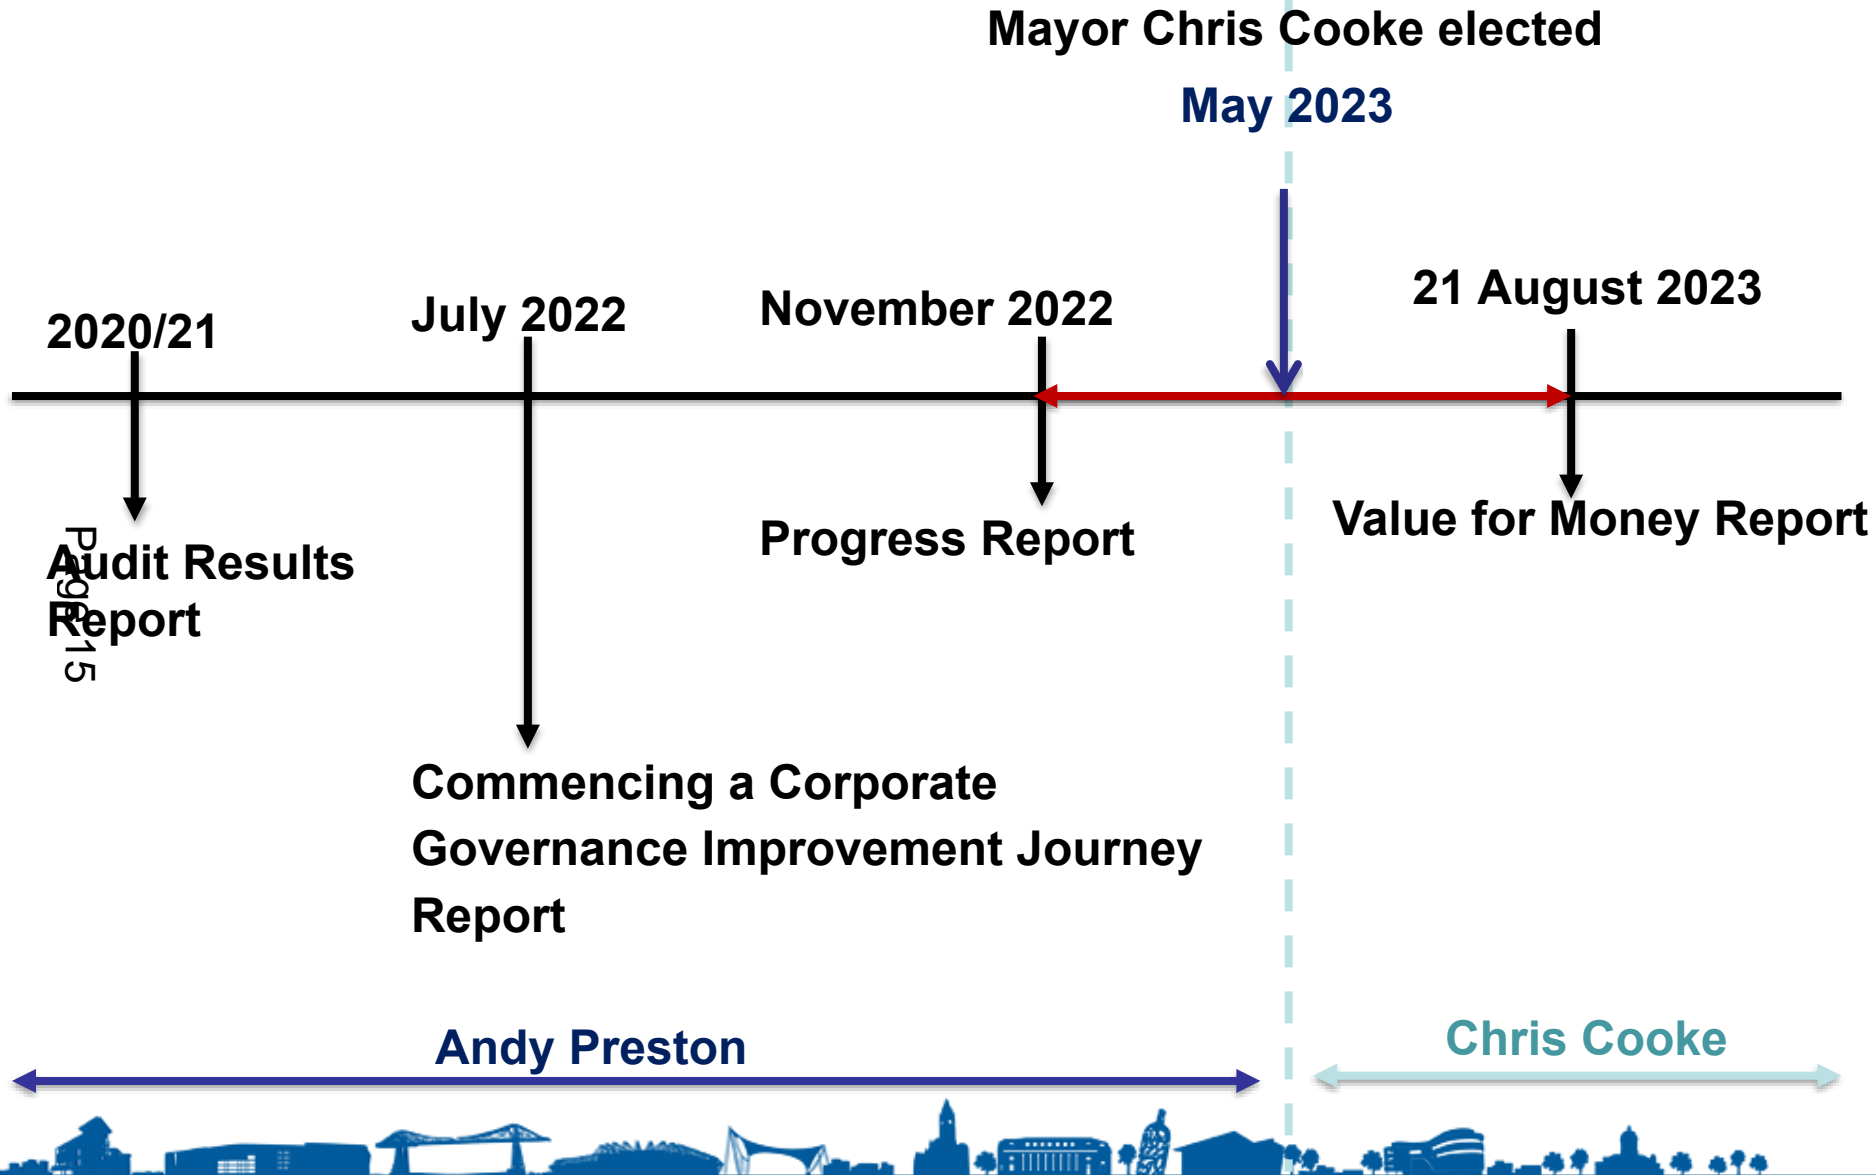 Mayor Chris Cooke elected
May 2023
2020/21
July 2022
November 2022
21 August 2023
Audit Results
Report
Page 15
Progress Report
Value for Money Report
Commencing a Corporate
Governance Improvement Journey
Report
Andy Preston
Chris Cooke